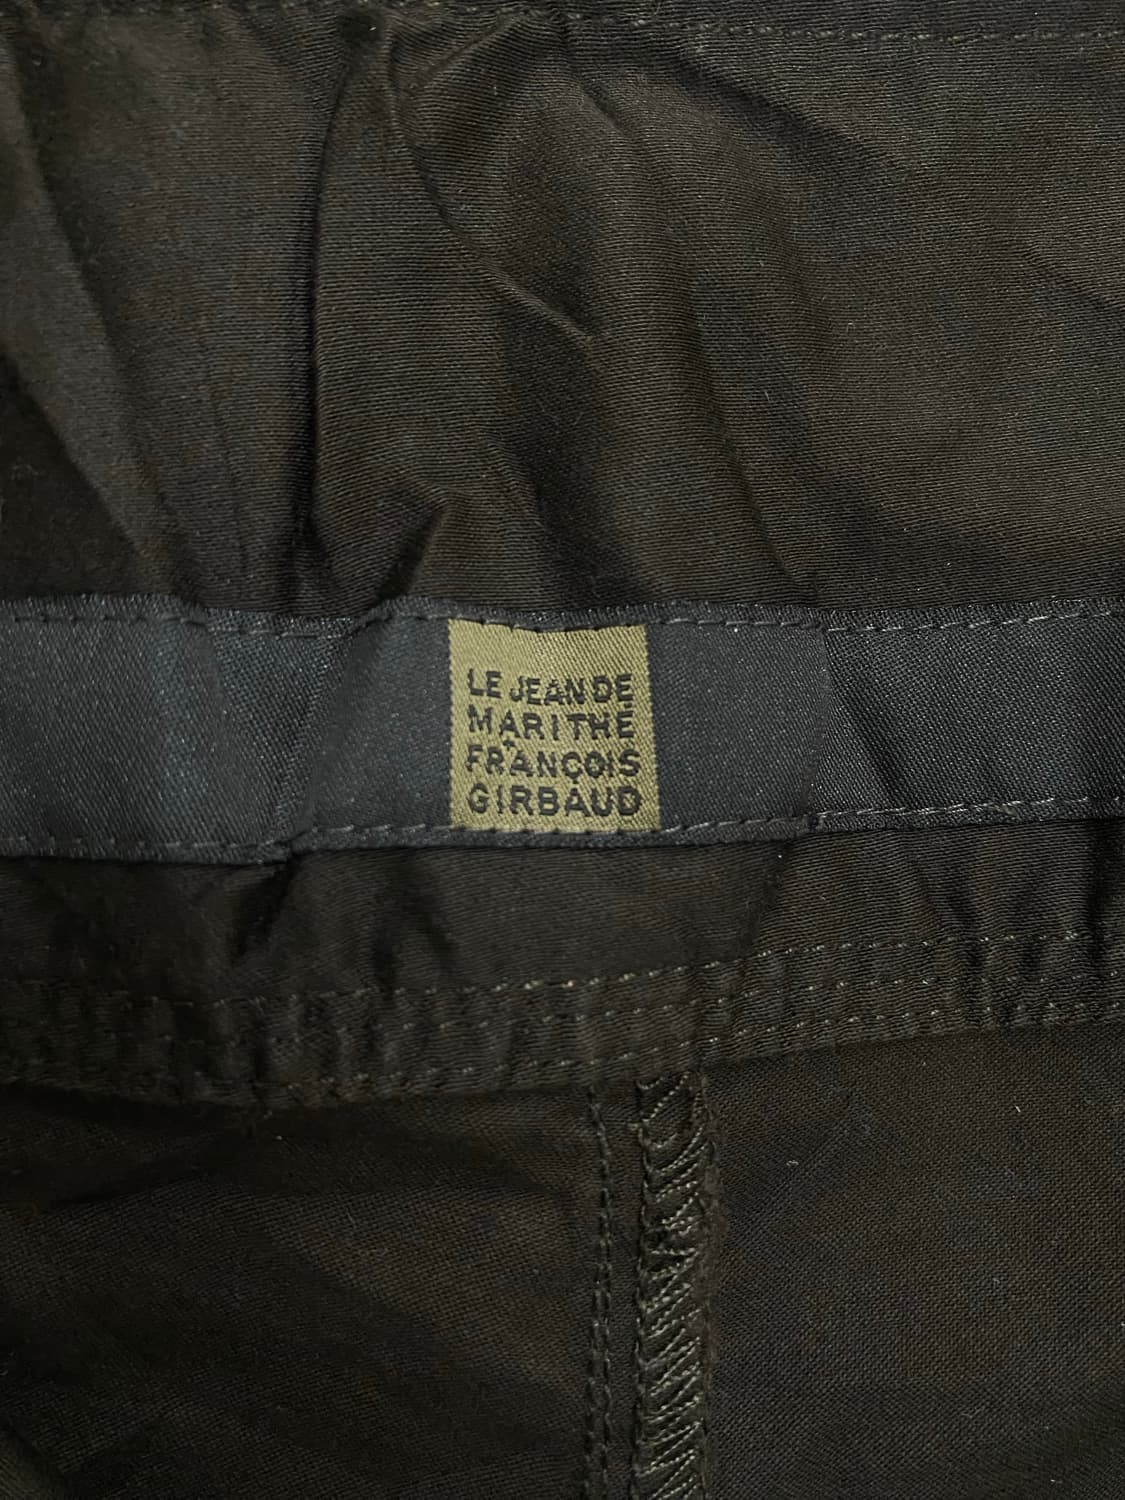 LE JEAN DE
MARITHÉ
+
FRANÇOIS
GIRBAUD